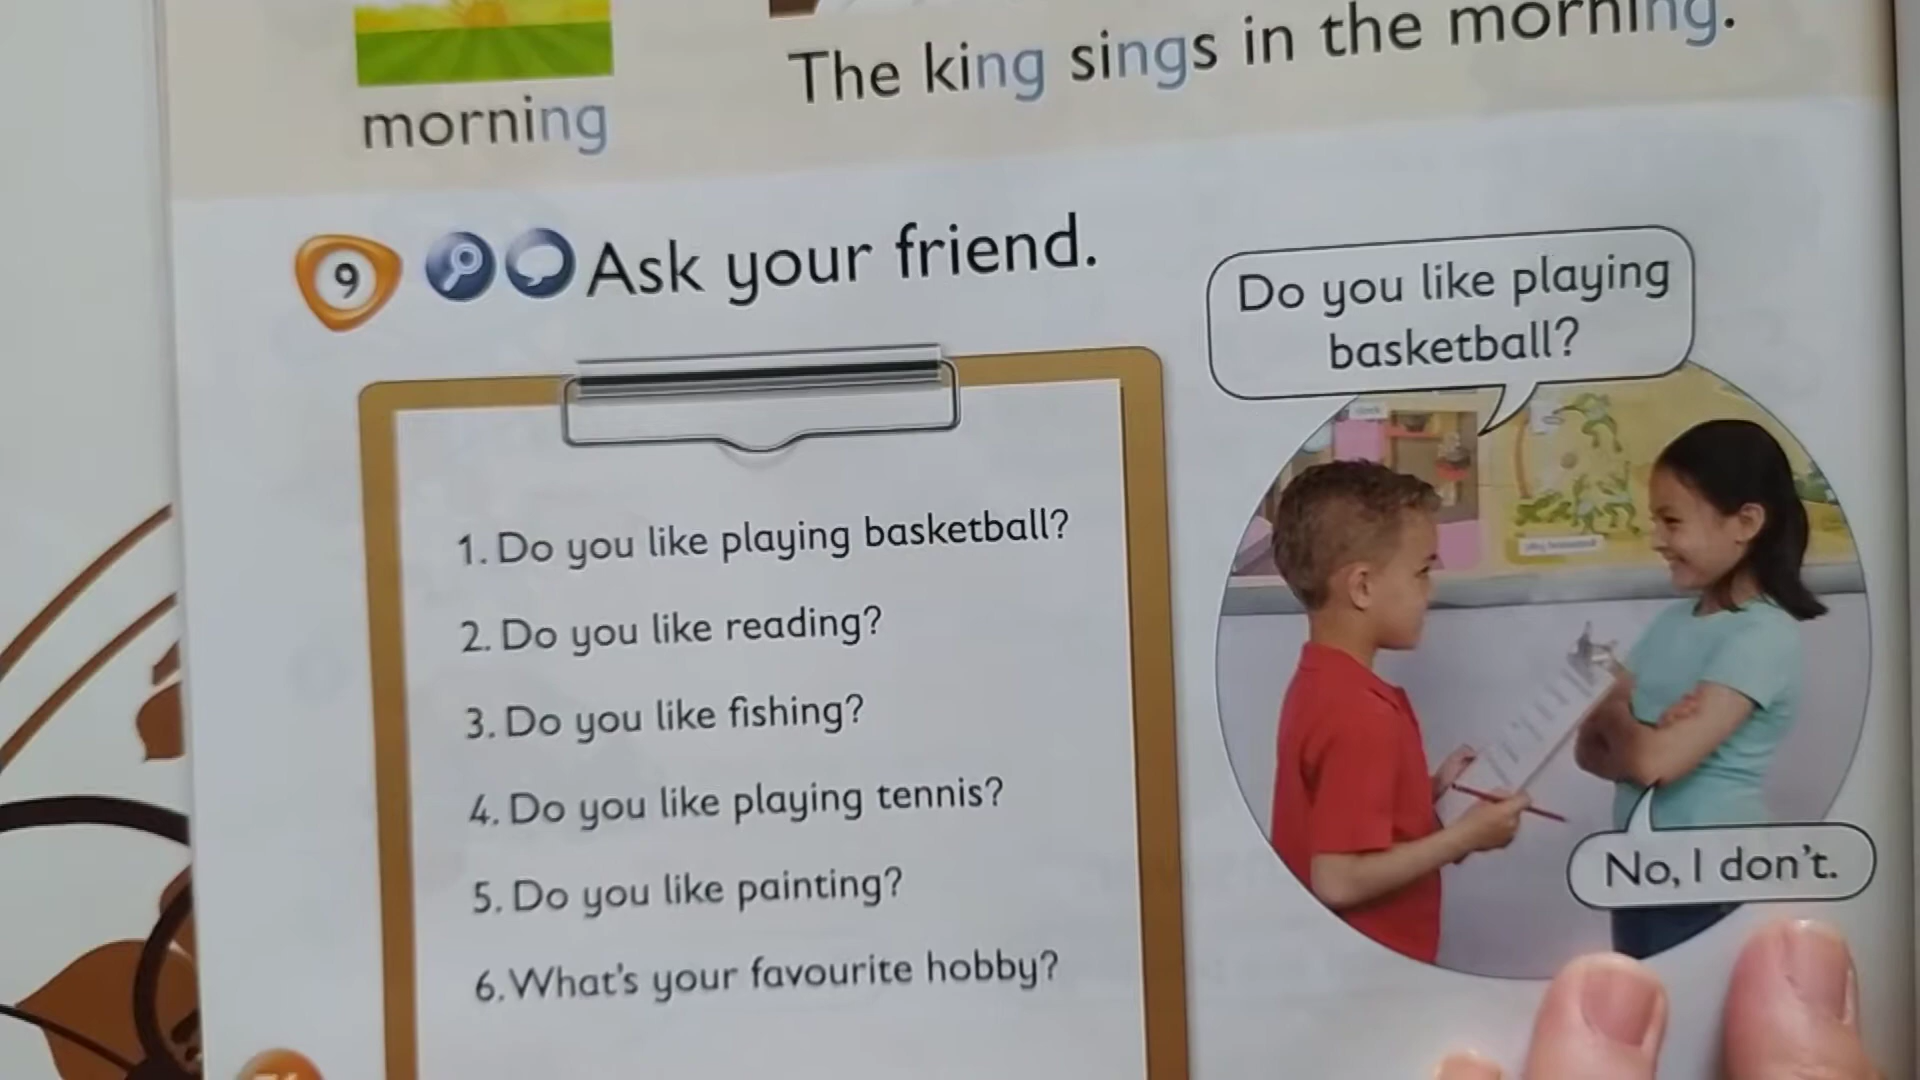 The king sings in the morning.
morning
9 Ask your friend.
Do you like playing
basketball?
1. Do you like playing basketball?
2. Do you like reading?
3. Do you like fishing?
4. Do you like playing tennis?
5. Do you like painting?
6. What's your favourite hobby?
No, I don't.